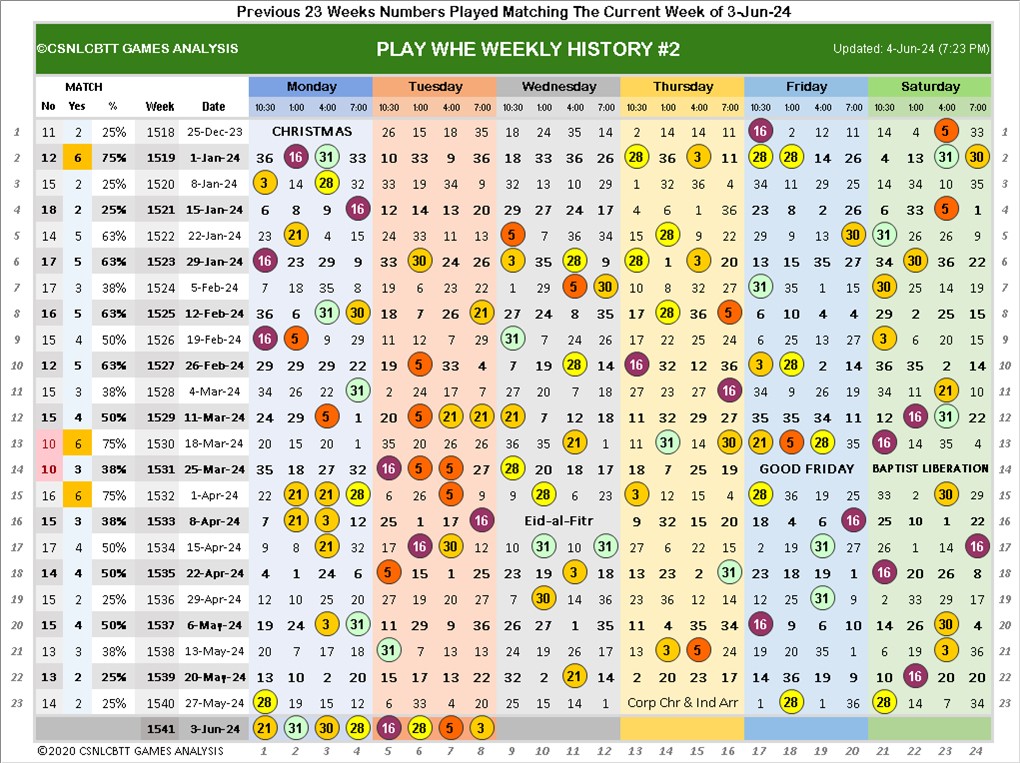 Previous 23 Weeks Numbers Played Matching The Current Week of 3-Jun-24
©CSNLCBTT GAMES ANALYSIS PLAY WHE WEEKLY HISTORY #2 Updated: 4-Jun-24 (7:23 PM)
MATCH Monday Tuesday Wednesday Thursday Friday Saturday
No Yes % Week Date 10:30 1:00 4:00 7:00 10:30 1:00 4:00 7:00 10:30 1:00 4:00 7:00 10:30 1:00 4:00 7:00 10:30 1:00 4:00 7:00 10:30 1:00 4:00 7:00
1 11 2 25% 1518 25-Dec-23 CHRISTMAS 26 15 18 35 18 24 35 14 2 14 14 11 16 2 12 11 14 4 5 33 1
2 12 6 75% 1519 1-Jan-24 36 16 31 33 10 33 9 36 18 33 36 26 28 36 3 11 28 28 14 26 4 13 31 30 2
3 15 2 25% 1520 8-Jan-24 3 14 28 32 33 19 34 9 32 13 10 29 1 32 36 4 34 11 29 25 14 34 10 35 3
4 18 2 25% 1521 15-Jan-24 6 8 9 16 12 14 13 20 29 27 24 17 4 6 1 36 23 8 2 26 6 33 5 1 4
5 14 5 63% 1522 22-Jan-24 23 21 4 15 24 33 11 13 5 7 36 34 15 28 22 14 29 9 13 30 31 26 26 9 5
6 17 5 63% 1523 29-Jan-24 16 23 29 9 33 30 24 26 3 35 28 9 28 1 3 20 13 15 35 27 34 30 36 22 6
7 17 3 38% 1524 5-Feb-24 7 18 35 8 19 6 23 22 1 29 5 30 10 8 32 27 31 35 1 15 30 15 14 19 7
8 16 5 63% 1525 12-Feb-24 36 6 31 30 18 7 26 21 27 24 8 35 17 28 36 5 6 10 4 4 29 2 25 15 8
9 15 4 50% 1526 19-Feb-24 16 5 9 29 11 12 7 29 31 7 24 26 17 22 25 24 6 25 13 27 3 6 20 15 9
10 12 5 63% 1527 26-Feb-24 29 29 29 22 19 5 33 4 7 19 28 14 16 32 12 36 3 28 2 14 36 35 2 14 10
11 15 3 38% 1528 4-Mar-24 29 26 24 31 2 24 17 7 27 20 7 18 27 33 27 16 34 9 26 19 34 11 21 10 11
12 15 4 50% 1529 11-Mar-24 24 29 5 1 20 5 21 21 21 7 12 18 11 32 29 27 35 35 34 11 12 16 31 22 12
13 10 6 75% 1530 18-Mar-24 20 15 20 1 35 20 26 26 36 35 21 1 14 31 14 30 21 5 28 35 16 14 35 4 13
14 10 3 38% 1531 25-Mar-24 35 18 27 32 16 5 5 27 28 20 18 17 18 7 25 19 GOOD FRIDAY BAPTIST LIBERATION 14
15 16 6 75% 1532 1-Apr-24 22 21 21 28 6 26 5 9 9 28 6 23 3 12 15 4 28 36 19 25 33 2 30 29 15
16 15 3 38% 1533 8-Apr-24 7 21 3 12 25 1 17 16 Eid-al-Fitr 9 32 15 20 18 4 6 16 25 10 1 22 16
17 17 4 50% 1534 15-Apr-24 9 8 21 32 17 16 30 12 10 31 10 31 27 6 22 15 2 19 31 27 26 1 14 16 17
18 14 4 50% 1535 22-Apr-24 4 1 24 6 5 15 1 25 23 19 3 18 13 23 2 31 23 18 19 1 16 20 26 8 18
19 15 2 25% 1536 29-Apr-24 12 10 25 20 27 19 20 27 9 30 14 36 23 36 12 14 12 25 31 9 2 33 29 17 19
20 15 4 50% 1537 6-May-24 19 24 3 31 11 29 9 36 26 27 1 35 11 4 35 34 16 9 6 10 14 26 30 4 20
21 13 3 38% 1538 13-May-24 20 7 17 18 31 7 13 13 24 19 26 17 13 3 5 24 19 20 35 1 6 23 3 36 21
22 13 2 25% 1539 20-May-24 13 10 2 20 15 17 13 22 32 2 21 14 2 20 23 17 14 36 19 9 10 16 20 20 22
23 14 2 25% 1540 27-May-24 28 19 15 12 6 33 4 20 25 15 14 1 Corp Chr & Ind Arr 1 28 1 36 28 14 7 34 23
1541 3-Jun-24 21 31 30 28 16 28 5 3
©2020 CSNLCBTT GAMES ANALYSIS 1 2 3 4 5 6 7 8 9 10 11 12 13 14 15 16 17 18 19 20 21 22 23 24